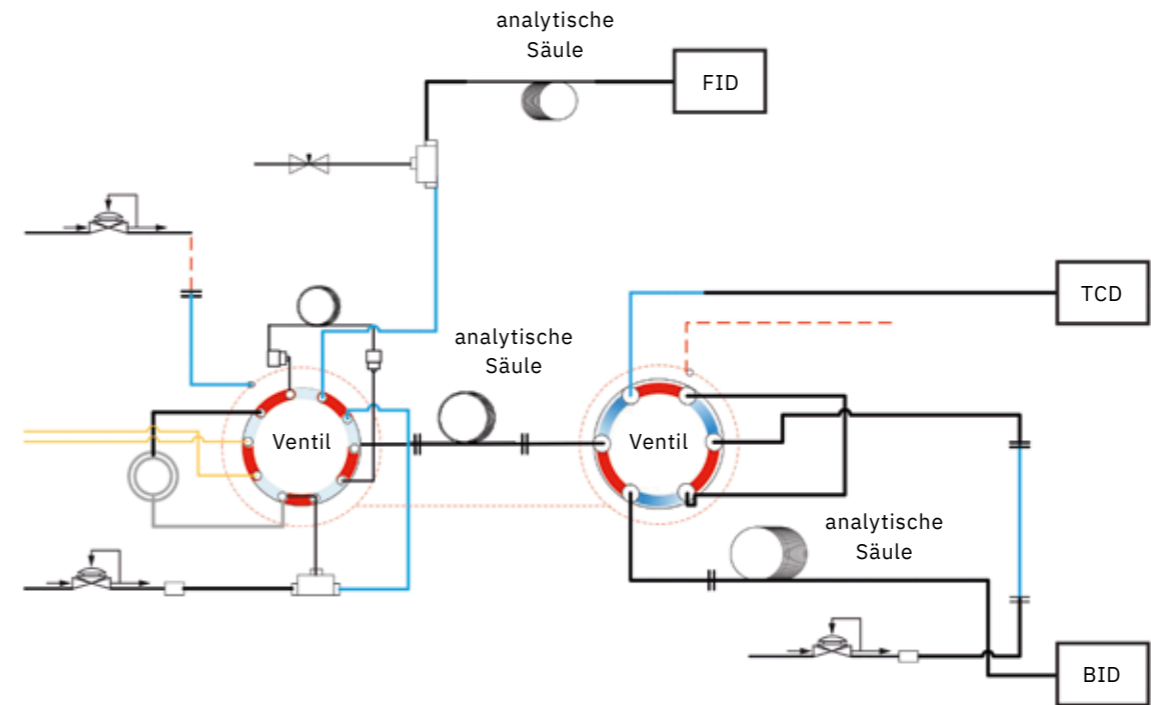 analytische
Säule
FID
TCD
analytische
Säule
Ventil
Ventil
analytische
Säule
BID